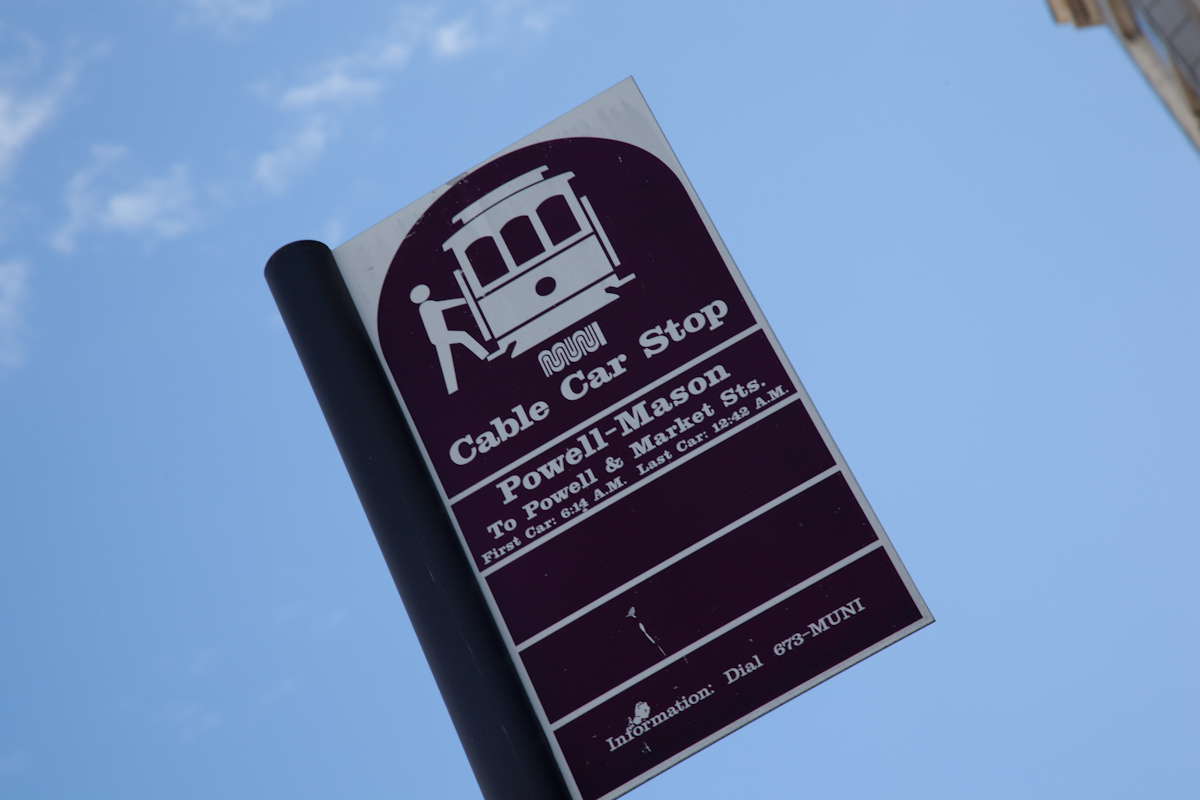 MUNI
Cable Car Stop
Powell-Mason
To Powell & Market Sts.
First Car: 6:14 A.M. Last Car: 12:42 A.M.
Information: Dial 673-MUNI